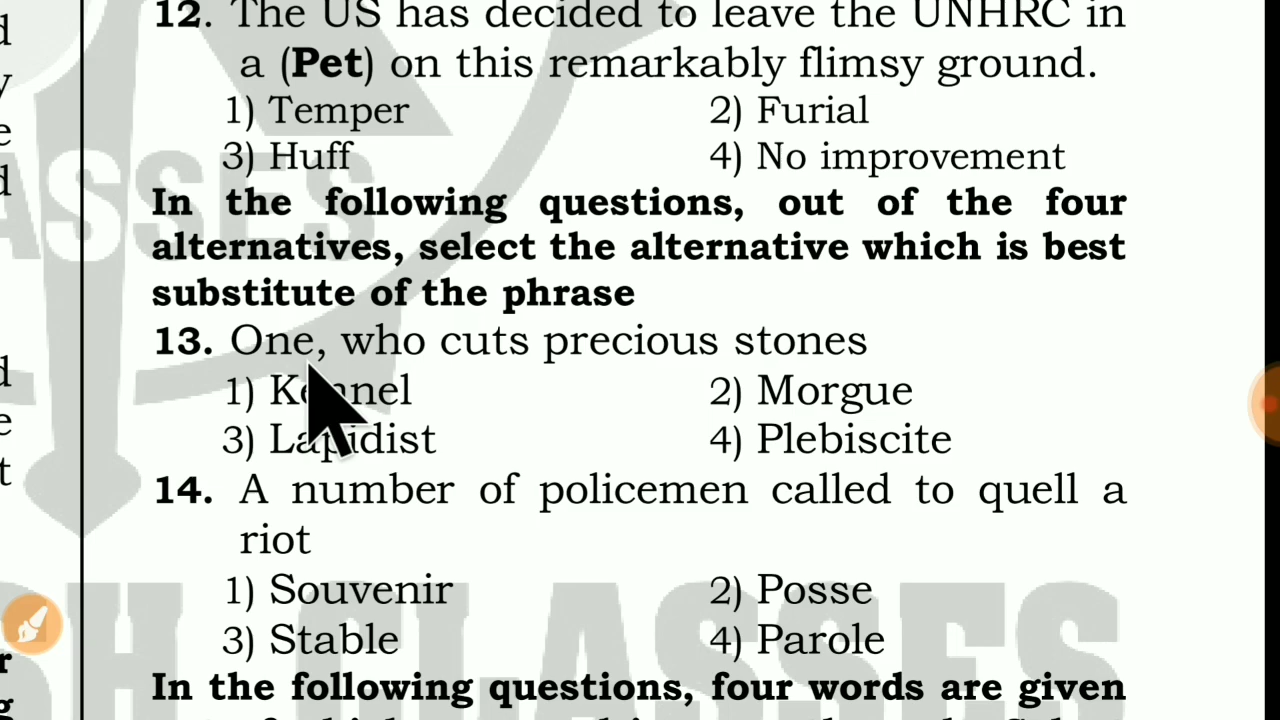 12. The US has decided to leave the UNHRC in
a (Pet) on this remarkably flimsy ground.
1) Temper 2) Furial
3) Huff 4) No improvement
In the following questions, out of the four
alternatives, select the alternative which is best
substitute of the phrase
13. One, who cuts precious stones
1) Kennel 2) Morgue
3) Lapidist 4) Plebiscite
14. A number of policemen called to quell a
riot
1) Souvenir 2) Posse
3) Stable 4) Parole
In the following questions, four words are given